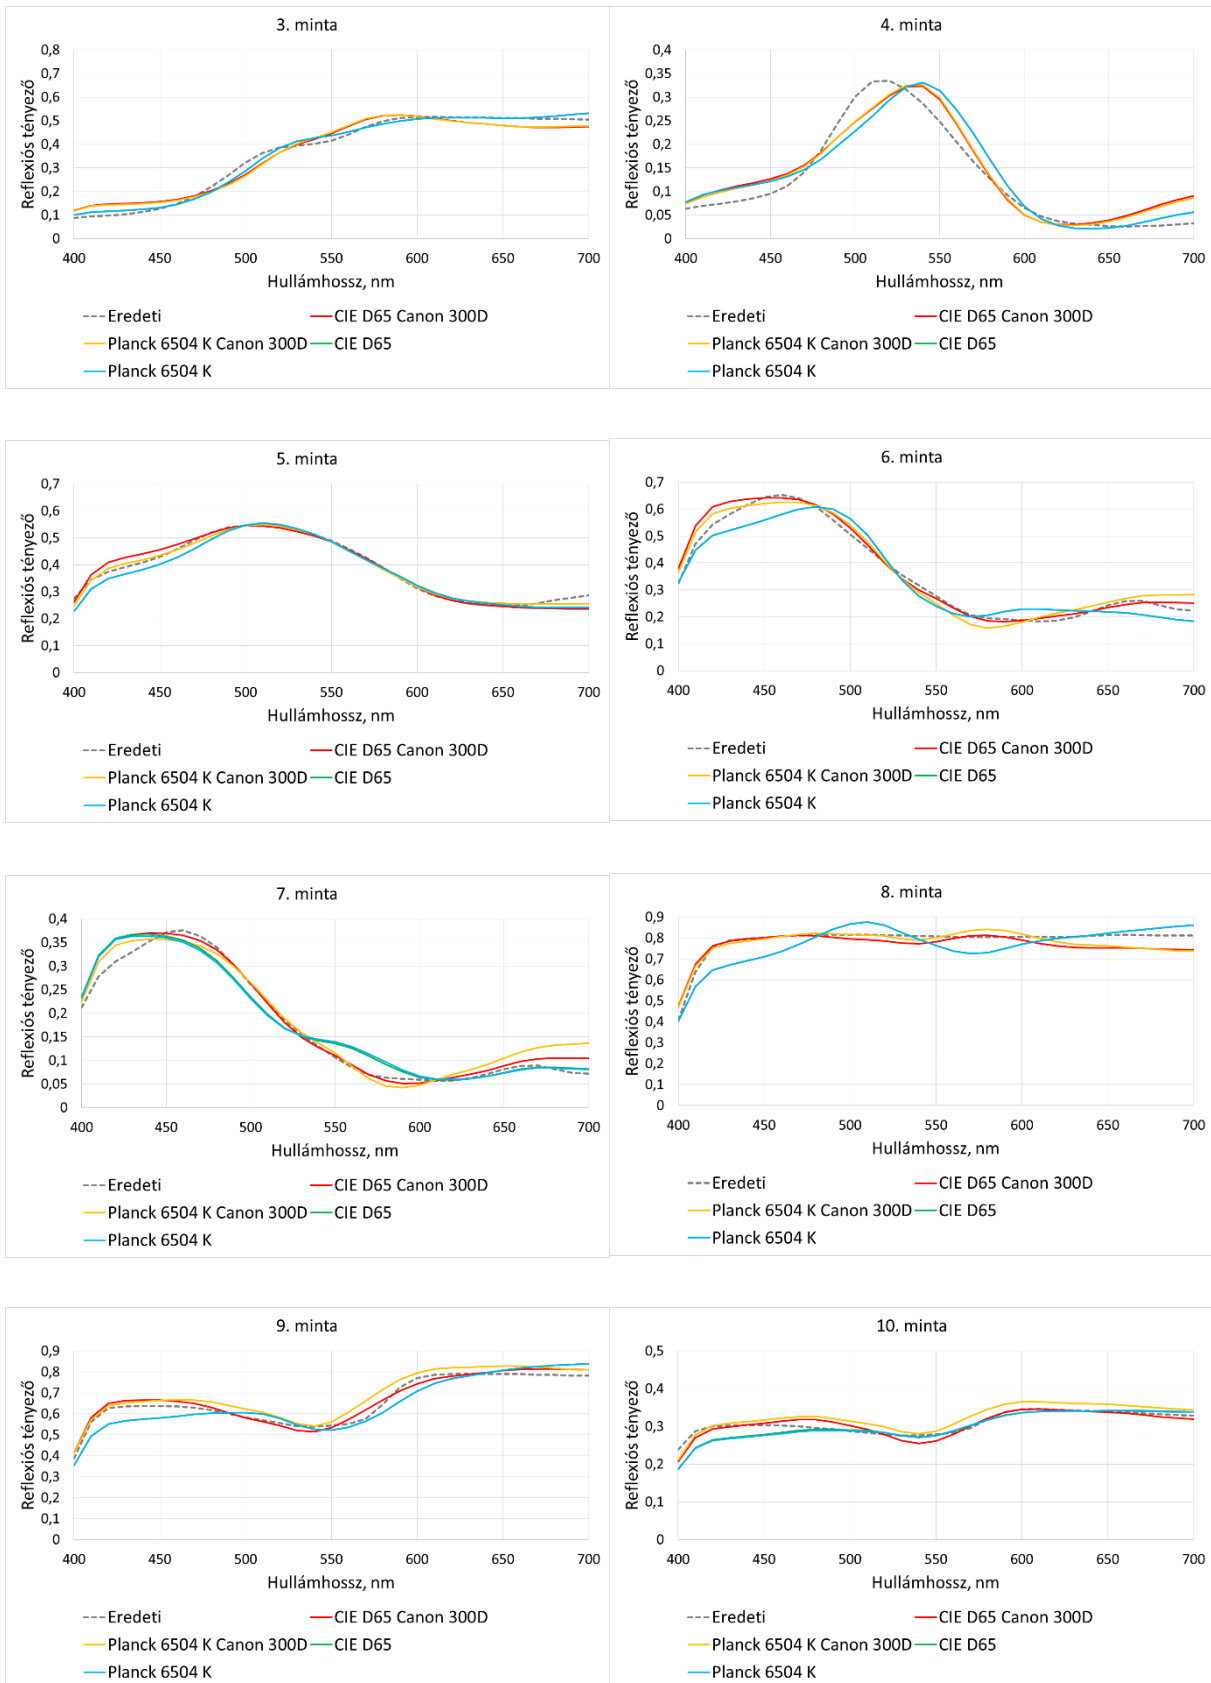 3. minta
Reflexiós tényező
0,8
0,7
0,6
0,5
0,4
0,3
0,2
0,1
0
400 450 500 550 600 650 700
Hullámhossz, nm
Eredeti CIE D65 Canon 300D
Planck 6504 K Canon 300D CIE D65
Planck 6504 K
4. minta
Reflexiós tényező
0,4
0,35
0,3
0,25
0,2
0,15
0,1
0,05
0
400 450 500 550 600 650 700
Hullámhossz, nm
Eredeti CIE D65 Canon 300D
Planck 6504 K Canon 300D CIE D65
Planck 6504 K
5. minta
Reflexiós tényező
0,7
0,6
0,5
0,4
0,3
0,2
0,1
0
400 450 500 550 600 650 700
Hullámhossz, nm
Eredeti CIE D65 Canon 300D
Planck 6504 K Canon 300D CIE D65
Planck 6504 K
6. minta
Reflexiós tényező
0,7
0,6
0,5
0,4
0,3
0,2
0,1
0
400 450 500 550 600 650 700
Hullámhossz, nm
Eredeti CIE D65 Canon 300D
Planck 6504 K Canon 300D CIE D65
Planck 6504 K
7. minta
Reflexiós tényező
0,4
0,35
0,3
0,25
0,2
0,15
0,1
0,05
0
400 450 500 550 600 650 700
Hullámhossz, nm
Eredeti CIE D65 Canon 300D
Planck 6504 K Canon 300D CIE D65
Planck 6504 K
8. minta
Reflexiós tényező
0,9
0,8
0,7
0,6
0,5
0,4
0,3
0,2
0,1
0
400 450 500 550 600 650 700
Hullámhossz, nm
Eredeti CIE D65 Canon 300D
Planck 6504 K Canon 300D CIE D65
Planck 6504 K
9. minta
Reflexiós tényező
0,9
0,8
0,7
0,6
0,5
0,4
0,3
0,2
0,1
0
400 450 500 550 600 650 700
Hullámhossz, nm
Eredeti CIE D65 Canon 300D
Planck 6504 K Canon 300D CIE D65
Planck 6504 K
10. minta
Reflexiós tényező
0,5
0,4
0,3
0,2
0,1
0
400 450 500 550 600 650 700
Hullámhossz, nm
Eredeti CIE D65 Canon 300D
Planck 6504 K Canon 300D CIE D65
Planck 6504 K